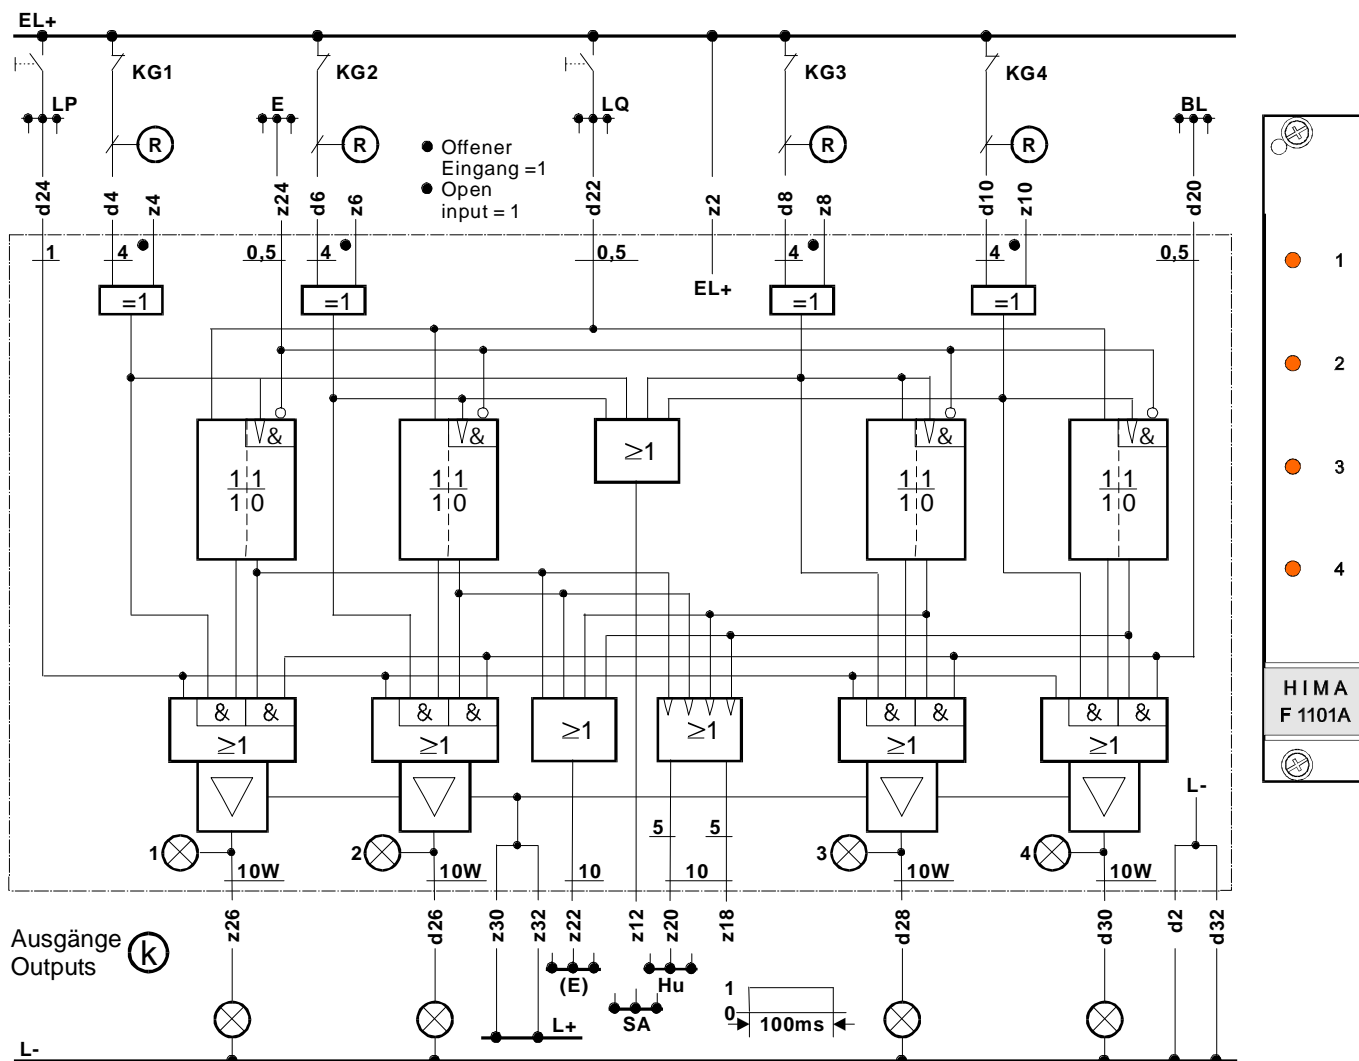 EL+
KG1
KG2
KG3
KG4
LP
E
LQ
BL
R
R
R
R
Offener
Eingang =1
Open
input = 1
d24
d4
z4
z24
d6
z6
d22
z2
d8
z8
d10
z10
d20
1
4
0,5
4
0,5
4
4
0,5
EL+
=1
=1
=1
=1
&
&
&
&
≥1
1 1
1 0
1 1
1 0
1 1
1 0
1 1
1 0
& &
≥1
& &
≥1
≥1
≥1
& &
≥1
& &
≥1
L-
5
5
1
2
3
4
10W
10W
10
10
10W
10W
z26
d26
z30
z32
z22
z12
z20
z18
d28
d30
d2
d32
Ausgänge
Outputs
k
(E)
Hu
SA
L+
1
0
100ms
L-
1
2
3
4
HIMA
F 1101A